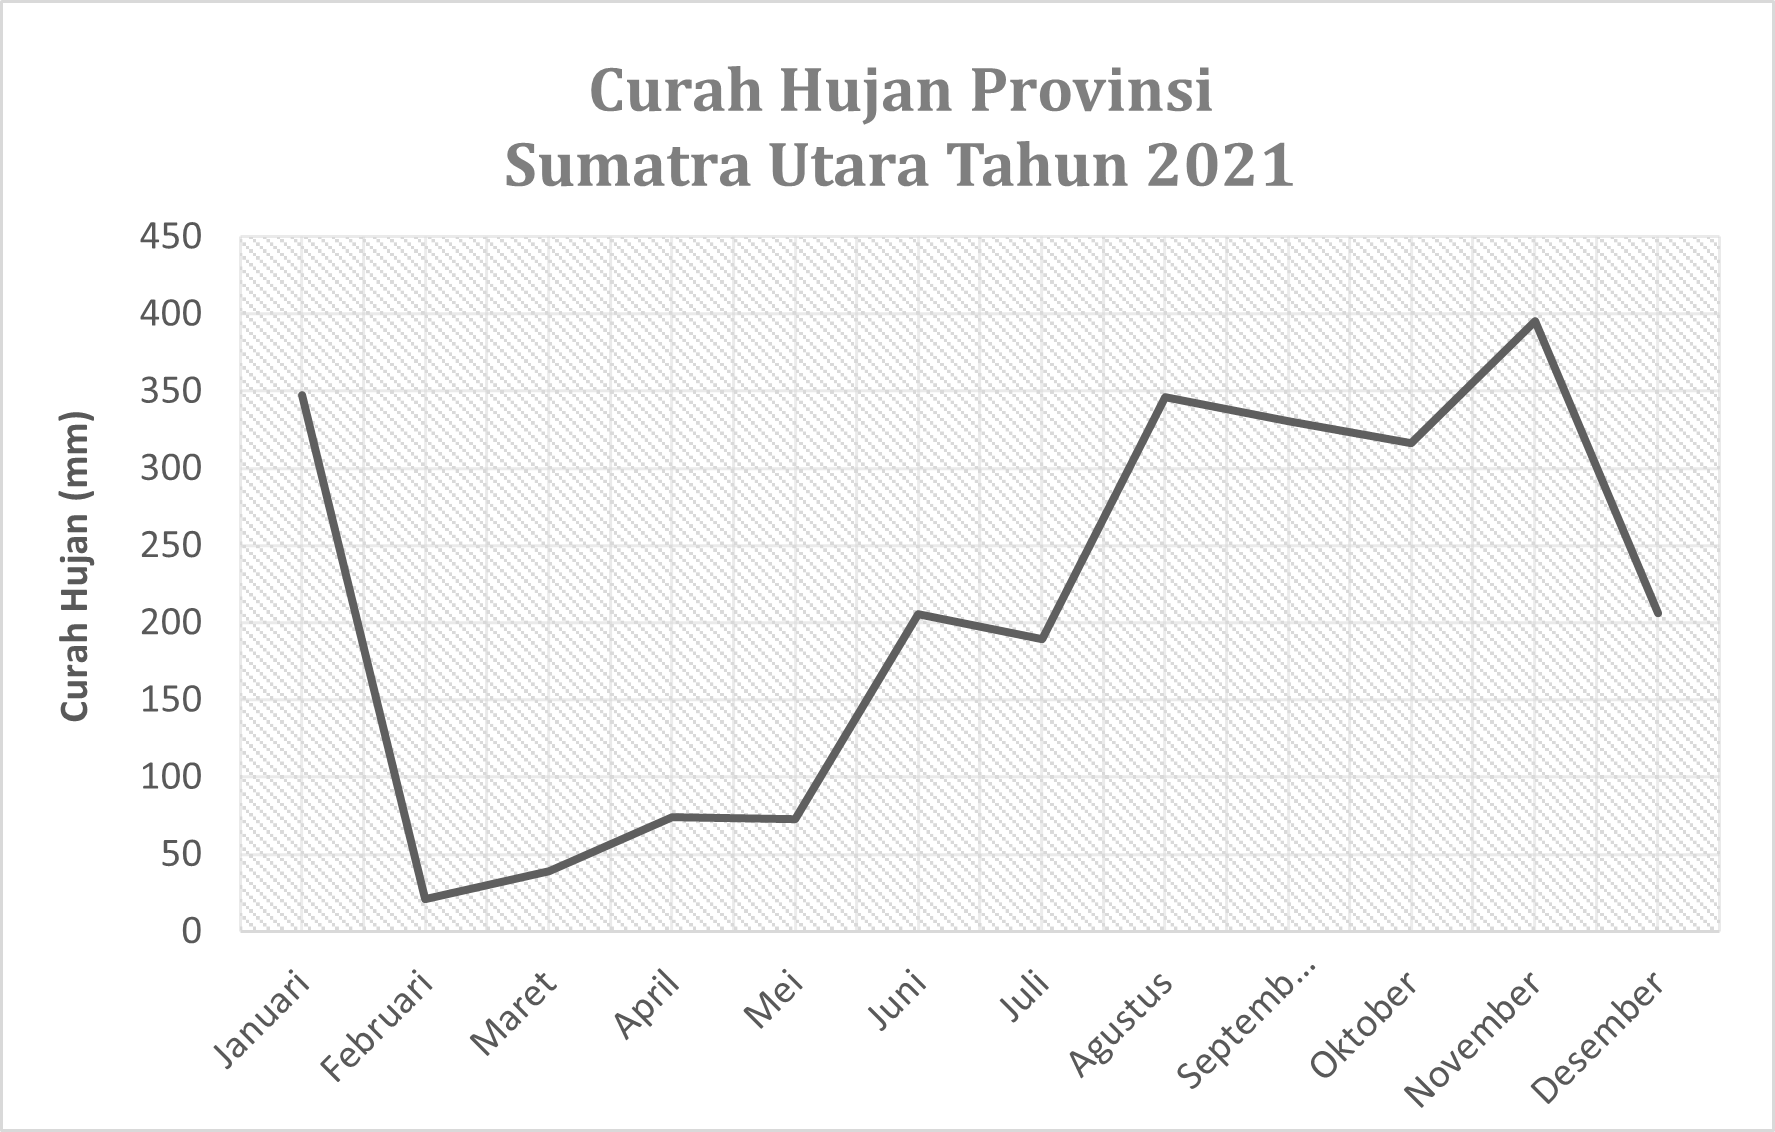 Curah Hujan Provinsi
Sumatra Utara Tahun 2021
450
400
350
300
250
200
150
100
50
0
Curah Hujan (mm)
Januari
Februari
Maret
April
Mei
Juni
Juli
Agustus
Septemb...
Oktober
November
Desember